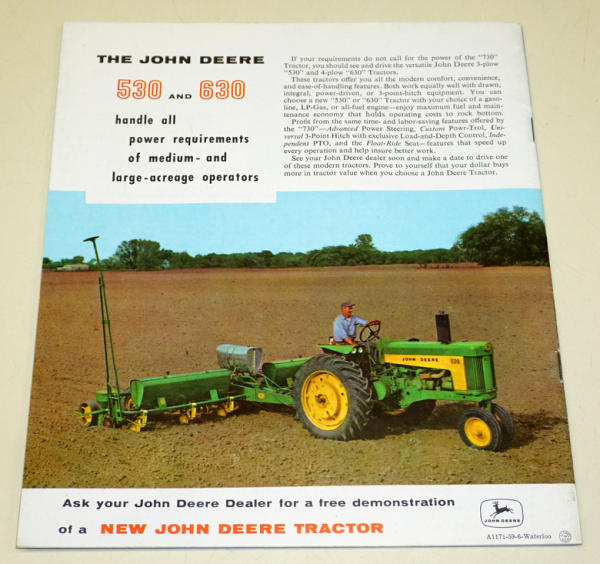 THE JOHN DEERE
530 AND 630
handle all
power requirements
of medium- and
large-acreage operators
If your requirements do not call for the power of the "730"
Tractor, you should see and drive the versatile John Deere 3-plow
"530" and 4-plow "630" Tractors.
These tractors offer you all the modern comfort, convenience,
and ease-of-handling features. Both work equally well with drawn,
integral, power-driven, or 3-point-hitch equipment. You can
choose a new "530" or "630" Tractor with your choice of a gaso-
line, LP-Gas, or all-fuel engine—enjoy maximum fuel and main-
tenance economy that holds operating costs to rock bottom.
Profit from the same time- and labor-saving features offered by
the "730"—Advanced Power Steering, Custom Powr-Trol, Uni-
versal 3-Point Hitch with exclusive Load-and-Depth Control, Inde-
pendent PTO, and the Float-Ride Seat—features that speed up
every operation and help insure better work.
See your John Deere dealer soon and make a date to drive one
of these modern tractors. Prove to yourself that your dollar buys
more in tractor value when you choose a John Deere Tractor.
JOHN DEERE
Ask your John Deere Dealer for a free demonstration
of a NEW JOHN DEERE TRACTOR
JOHN DEERE
A1171-59-6-Waterloo